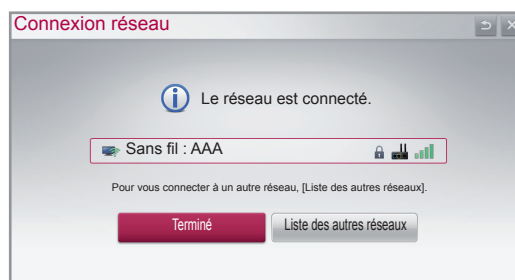 Connexion réseau
Le réseau est connecté.
Sans fil : AAA
Pour vous connecter à un autre réseau, [Liste des autres réseaux].
Terminé
Liste des autres réseaux